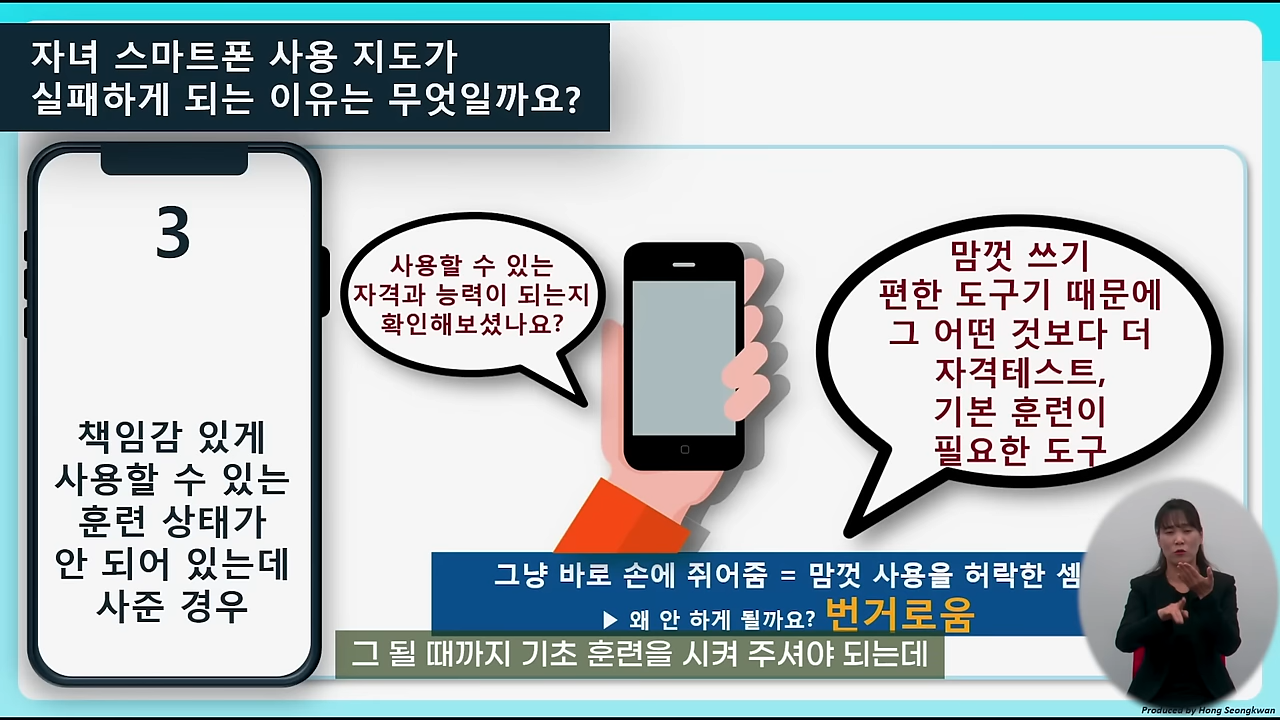 자녀 스마트폰 사용 지도가
실패하게 되는 이유는 무엇일까요?
3
책임감 있게
사용할 수 있는
훈련 상태가
안 되어 있는데
사준 경우
사용할 수 있는
자격과 능력이 되는지
확인해보셨나요?
맘껏 쓰기
편한 도구기 때문에
그 어떤 것보다 더
자격테스트,
기본 훈련이
필요한 도구
그냥 바로 손에 쥐어줌 = 맘껏 사용을 허락한 셈
▶ 왜 안 하게 될까요? 번거로움
그 될 때까지 기초 훈련을 시켜 주셔야 되는데
Produced by Hong Seongkwan